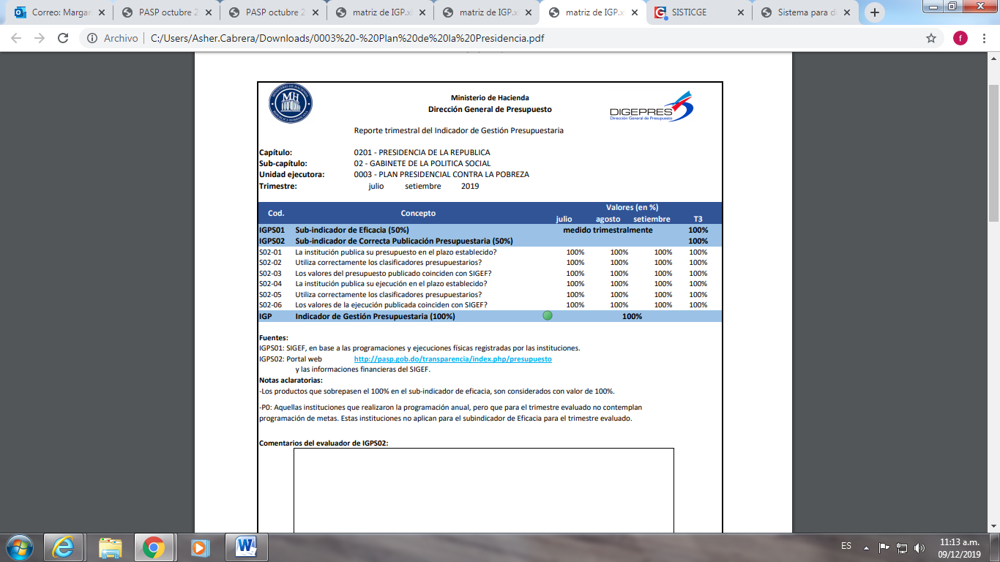 Correo: Margar
PASP octubre 2
PASP octubre 2
matriz de IGP.x
matriz de IGP.x
matriz de IGP.x
SISTICGE
Sistema para di
Archivo
C:/Users/Asher.Cabrera/Downloads/0003%20-%20Plan%20de%20la%20Presidencia.pdf
f
MH
Ministerio de Hacienda
Dirección General de Presupuesto
DIGEPRES
Dirección General de Presupuesto
Reporte trimestral del Indicador de Gestión Presupuestaria
Capítulo: 0201 - PRESIDENCIA DE LA REPUBLICA
Sub-capítulo: 02 - GABINETE DE LA POLITICA SOCIAL
Unidad ejecutora: 0003 - PLAN PRESIDENCIAL CONTRA LA POBREZA
Trimestre: julio setiembre 2019
Cod. Concepto Valores (en %)
julio agosto setiembre T3
IGPS01 Sub-indicador de Eficacia (50%) medido trimestralmente 100%
IGPS02 Sub-indicador de Correcta Publicación Presupuestaria (50%) 100%
S02-01 La institución publica su presupuesto en el plazo establecido? 100% 100% 100% 100%
S02-02 Utiliza correctamente los clasificadores presupuestarios? 100% 100% 100% 100%
S02-03 Los valores del presupuesto publicado coinciden con SIGEF? 100% 100% 100% 100%
S02-04 La institución publica su ejecución en el plazo establecido? 100% 100% 100% 100%
S02-05 Utiliza correctamente los clasificadores presupuestarios? 100% 100% 100% 100%
S02-06 Los valores de la ejecución publicada coinciden con SIGEF? 100% 100% 100% 100%
IGP Indicador de Gestión Presupuestaria (100%) 100%
Fuentes:
IGPS01: SIGEF, en base a las programaciones y ejecuciones físicas registradas por las instituciones.
IGPS02: Portal web http://pasp.gob.do/transparencia/index.php/presupuesto
y las informaciones financieras del SIGEF.
Notas aclaratorias:
-Los productos que sobrepasen el 100% en el sub-indicador de eficacia, son considerados con valor de 100%.
-P0: Aquellas instituciones que realizaron la programación anual, pero que para el trimestre evaluado no contemplan
programación de metas. Estas instituciones no aplican para el subindicador de Eficacia para el trimestre evaluado.
Comentarios del evaluador de IGPS02:
ES
11:13 a.m.
09/12/2019